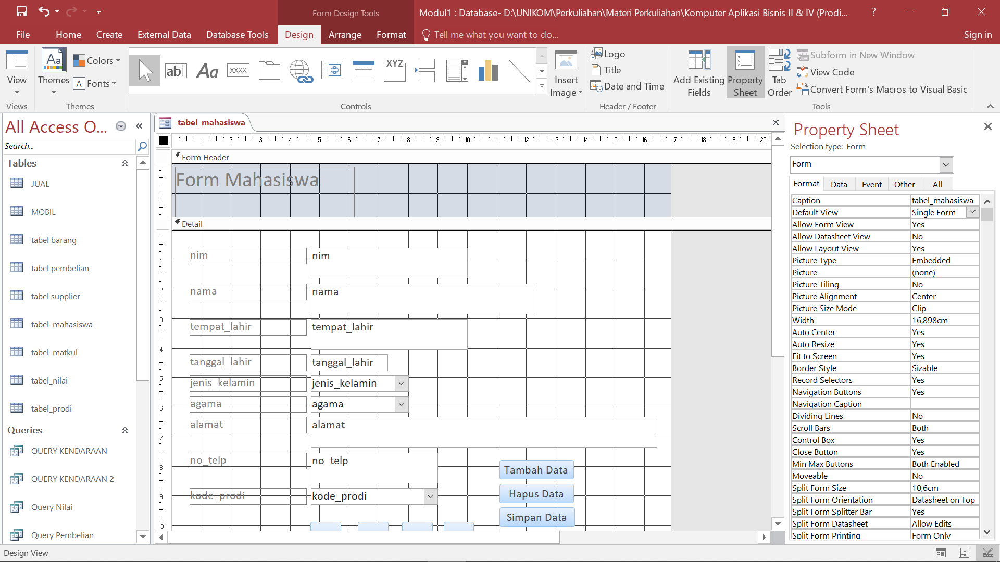 Form Design Tools
Modul1 : Database- D:\UNIKOM\Perkuliahan\Materi Perkuliahan\Komputer Aplikasi Bisnis II & IV (Prodi...
?
File Home Create External Data Database Tools Design Arrange Format Tell me what you want to do... Sign in
View
Views
Aa
Themes
Colors
A Fonts
Themes
ab|
Aa
XXXX
XYZ
Controls
Insert
Image
Logo
Title
Date and Time
Header / Footer
Add Existing
Fields
Property
Sheet
Tab
Order
Subform in New Window
View Code
Convert Form's Macros to Visual Basic
Tools
All Access O...
Search...
Tables
JUAL
MOBIL
tabel barang
tabel pembelian
tabel supplier
tabel_mahasiswa
tabel_matkul
tabel_nilai
tabel_prodi
Queries
QUERY KENDARAAN
QUERY KENDARAAN 2
Query Nilai
Query Pembelian
tabel_mahasiswa
1 2 3 4 5 6 7 8 9 10 11 12 13 14 15 16 17 18 19 20
Form Header
Form Mahasiswa
1
Detail
1
2
3
4
5
6
7
8
9
10
nim nim
nama nama
tempat_lahir tempat_lahir
tanggal_lahir tanggal_lahir
jenis_kelamin jenis_kelamin
agama agama
alamat alamat
no_telp no_telp
kode_prodi kode_prodi
Tambah Data
Hapus Data
Simpan Data
Property Sheet
Selection type: Form
Form
Format Data Event Other All
Caption tabel_mahasiswa
Default View Single Form
Allow Form View Yes
Allow Datasheet View No
Allow Layout View Yes
Picture Type Embedded
Picture (none)
Picture Tiling No
Picture Alignment Center
Picture Size Mode Clip
Width 16,898cm
Auto Center Yes
Auto Resize Yes
Fit to Screen Yes
Border Style Sizable
Record Selectors Yes
Navigation Buttons Yes
Navigation Caption
Dividing Lines No
Scroll Bars Both
Control Box Yes
Close Button Yes
Min Max Buttons Both Enabled
Moveable No
Split Form Size 10,6cm
Split Form Orientation Datasheet on Top
Split Form Splitter Bar Yes
Split Form Datasheet Allow Edits
Split Form Printing Form Only
Design View